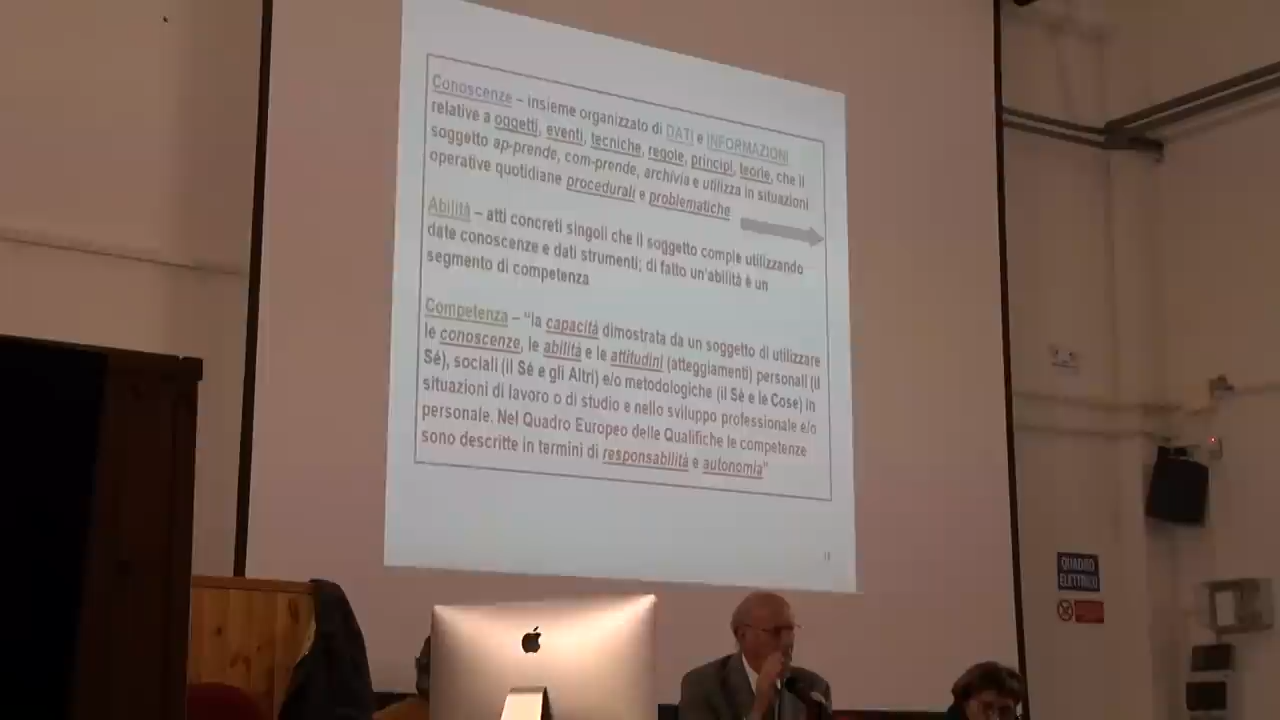 Conoscenze – insieme organizzato di DATI e INFORMAZIONI
relative a oggetti, eventi, tecniche, regole, principi, teorie, che il
soggetto ap-prende, com-prende, archivia e utilizza in situazioni
operative quotidiane procedurali e problematiche
Abilità – atti concreti singoli che il soggetto compie utilizzando
date conoscenze e dati strumenti; di fatto un'abilità è un
segmento di competenza
Competenza – "la capacità dimostrata da un soggetto di utilizzare
le conoscenze, le abilità e le attitudini (atteggiamenti) personali (il
Sé), sociali (il Sé e gli Altri) e/o metodologiche (il Sé e le Cose) in
situazioni di lavoro o di studio e nello sviluppo professionale e/o
personale. Nel Quadro Europeo delle Qualifiche le competenze
sono descritte in termini di responsabilità e autonomia"
QUADRO
ELETTRICO